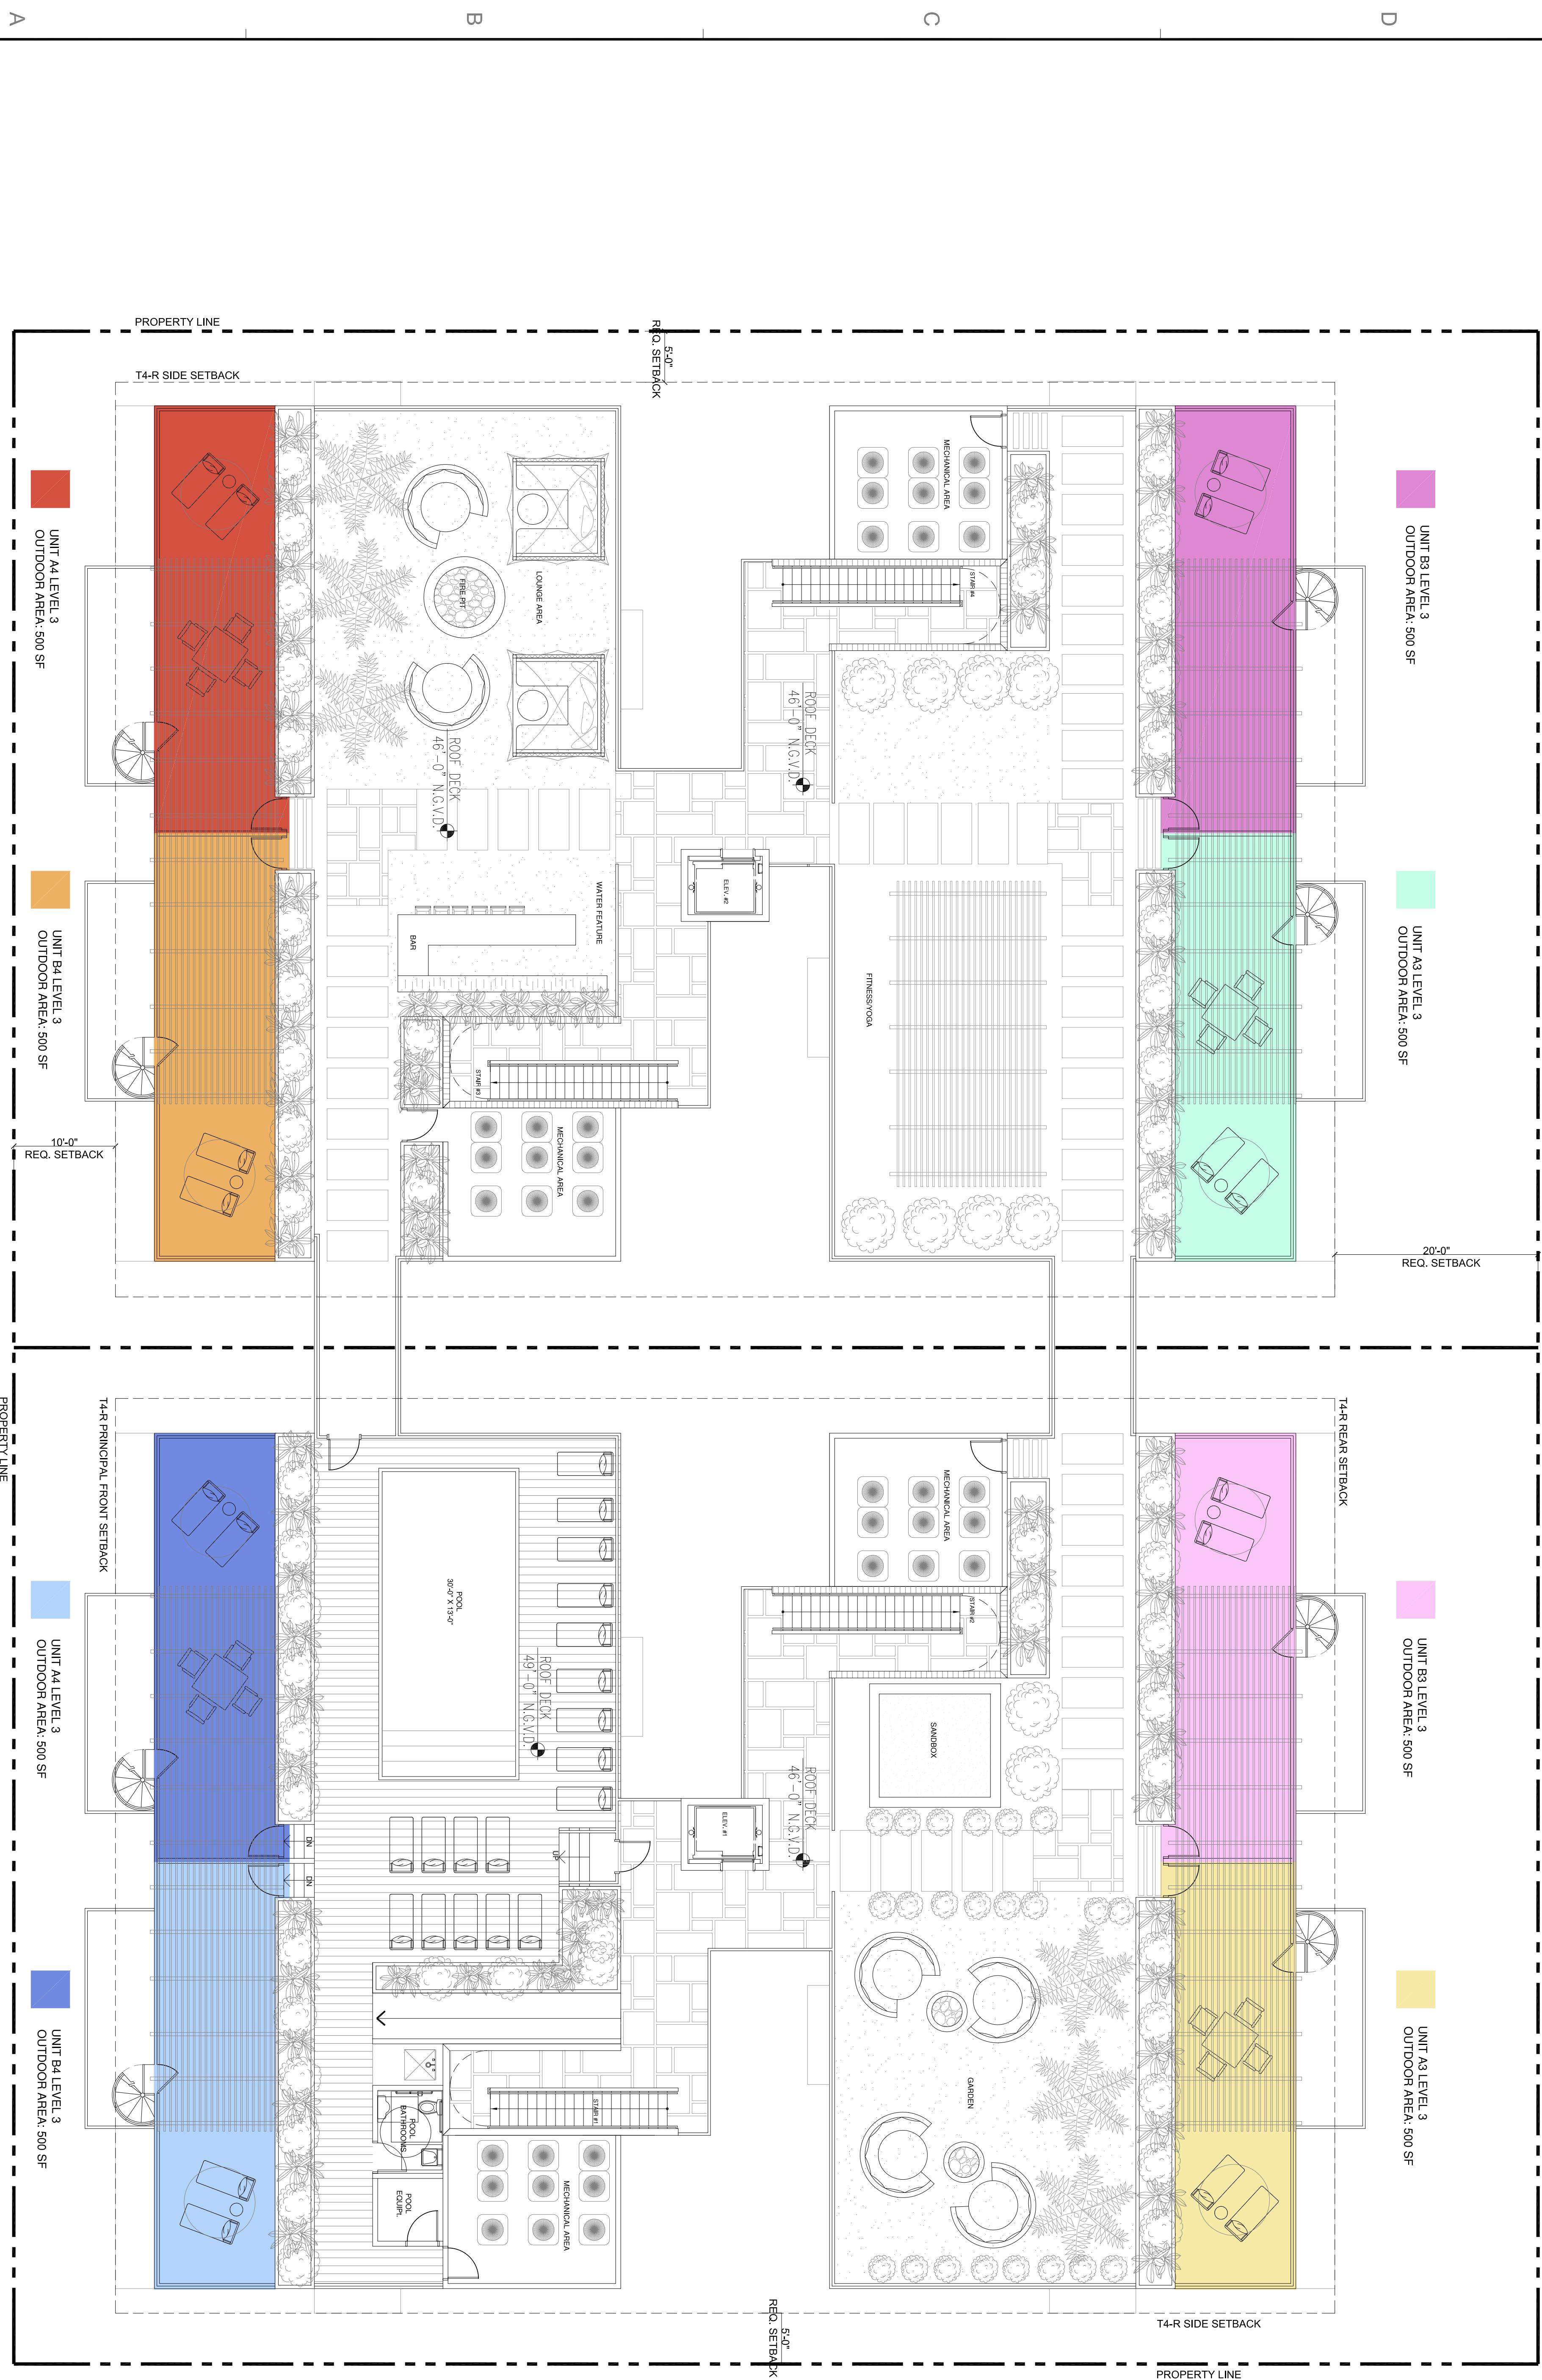 A
B
C
D
PROPERTY LINE
T4-R SIDE SETBACK
5'-0"
REQ. SETBACK
UNIT A4 LEVEL 3
OUTDOOR AREA: 500 SF
LOUNGE AREA
FIRE PIT
ROOF DECK
46'-0" N.G.V.D.
MECHANICAL AREA
STAIR #4
ROOF DECK
46'-0" N.G.V.D.
UNIT B3 LEVEL 3
OUTDOOR AREA: 500 SF
UNIT B4 LEVEL 3
OUTDOOR AREA: 500 SF
WATER FEATURE
BAR
ELEV. #2
FITNESS/YOGA
STAIR #3
MECHANICAL AREA
UNIT A3 LEVEL 3
OUTDOOR AREA: 500 SF
10'-0"
REQ. SETBACK
20'-0"
REQ. SETBACK
PROPERTY LINE
T4-R PRINCIPAL FRONT SETBACK
T4-R REAR SETBACK
POOL
30'-0" X 13'-0"
MECHANICAL AREA
STAIR #2
ROOF DECK
49'-0" N.G.V.D.
SANDBOX
ROOF DECK
46'-0" N.G.V.D.
UNIT A4 LEVEL 3
OUTDOOR AREA: 500 SF
UNIT B3 LEVEL 3
OUTDOOR AREA: 500 SF
DN
DN
UP
ELEV. #1
UNIT B4 LEVEL 3
OUTDOOR AREA: 500 SF
UNIT A3 LEVEL 3
OUTDOOR AREA: 500 SF
GARDEN
STAIR #1
POOL
BATHROOMS
POOL
EQUIP.
MECHANICAL AREA
5'-0"
REQ. SETBACK
T4-R SIDE SETBACK
PROPERTY LINE